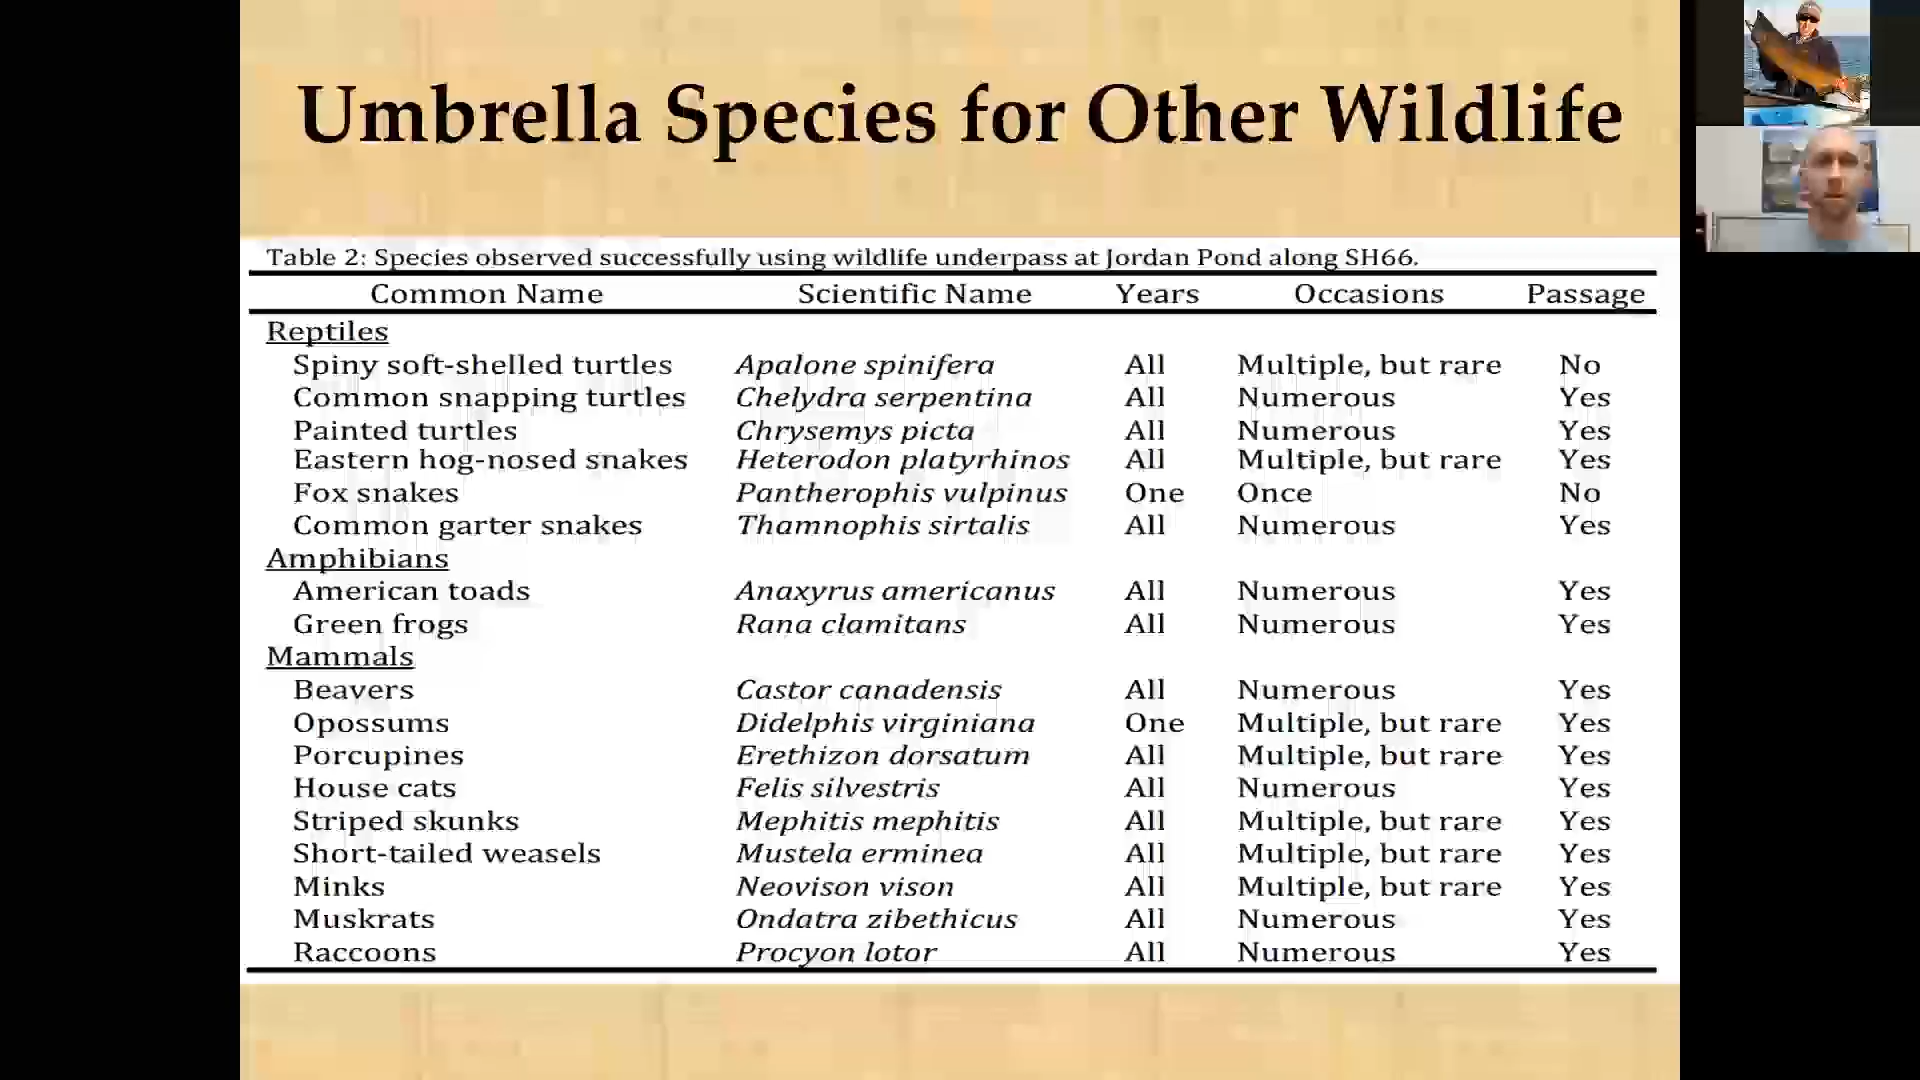 Umbrella Species for Other Wildlife
Table 2: Species observed successfully using wildlife underpass at Jordan Pond along SH66.
Common Name Scientific Name Years Occasions Passage
Reptiles
Spiny soft-shelled turtles Apalone spinifera All Multiple, but rare No
Common snapping turtles Chelydra serpentina All Numerous Yes
Painted turtles Chrysemys picta All Numerous Yes
Eastern hog-nosed snakes Heterodon platyrhinos All Multiple, but rare Yes
Fox snakes Pantherophis vulpinus One Once No
Common garter snakes Thamnophis sirtalis All Numerous Yes
Amphibians
American toads Anaxyrus americanus All Numerous Yes
Green frogs Rana clamitans All Numerous Yes
Mammals
Beavers Castor canadensis All Numerous Yes
Opossums Didelphis virginiana One Multiple, but rare Yes
Porcupines Erethizon dorsatum All Multiple, but rare Yes
House cats Felis silvestris All Numerous Yes
Striped skunks Mephitis mephitis All Multiple, but rare Yes
Short-tailed weasels Mustela erminea All Multiple, but rare Yes
Minks Neovison vison All Multiple, but rare Yes
Muskrats Ondatra zibethicus All Numerous Yes
Raccoons Procyon lotor All Numerous Yes